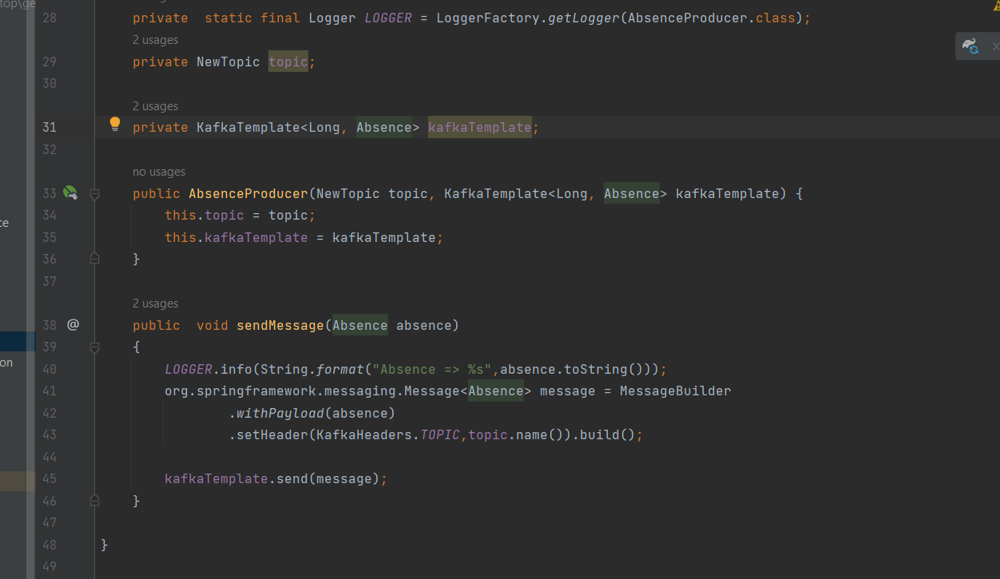 top\ge
28 private  static final Logger LOGGER = LoggerFactory.getLogger(AbsenceProducer.class);
2 usages
29 private NewTopic topic;
30
2 usages
31 private KafkaTemplate<Long, Absence> kafkaTemplate;
32
no usages
33 public AbsenceProducer(NewTopic topic, KafkaTemplate<Long, Absence> kafkaTemplate) {
34 this.topic = topic;
ce
35 this.kafkaTemplate = kafkaTemplate;
36 }
37
2 usages
38 @ public  void sendMessage(Absence absence)
39 {
on
40 LOGGER.info(String.format("Absence => %s",absence.toString()));
41 org.springframework.messaging.Message<Absence> message = MessageBuilder
42 .withPayload(absence)
43 .setHeader(KafkaHeaders.TOPIC,topic.name()).build();
44
45 kafkaTemplate.send(message);
46 }
47
48 }
49